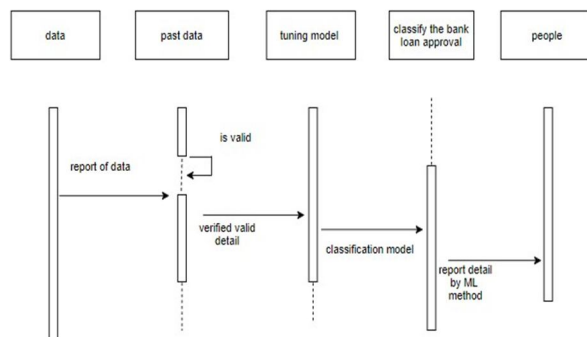 data
past data
tuning model
classify the bank
loan approval
people
is valid
report of data
verified valid
detail
classification model
report detail
by ML
method